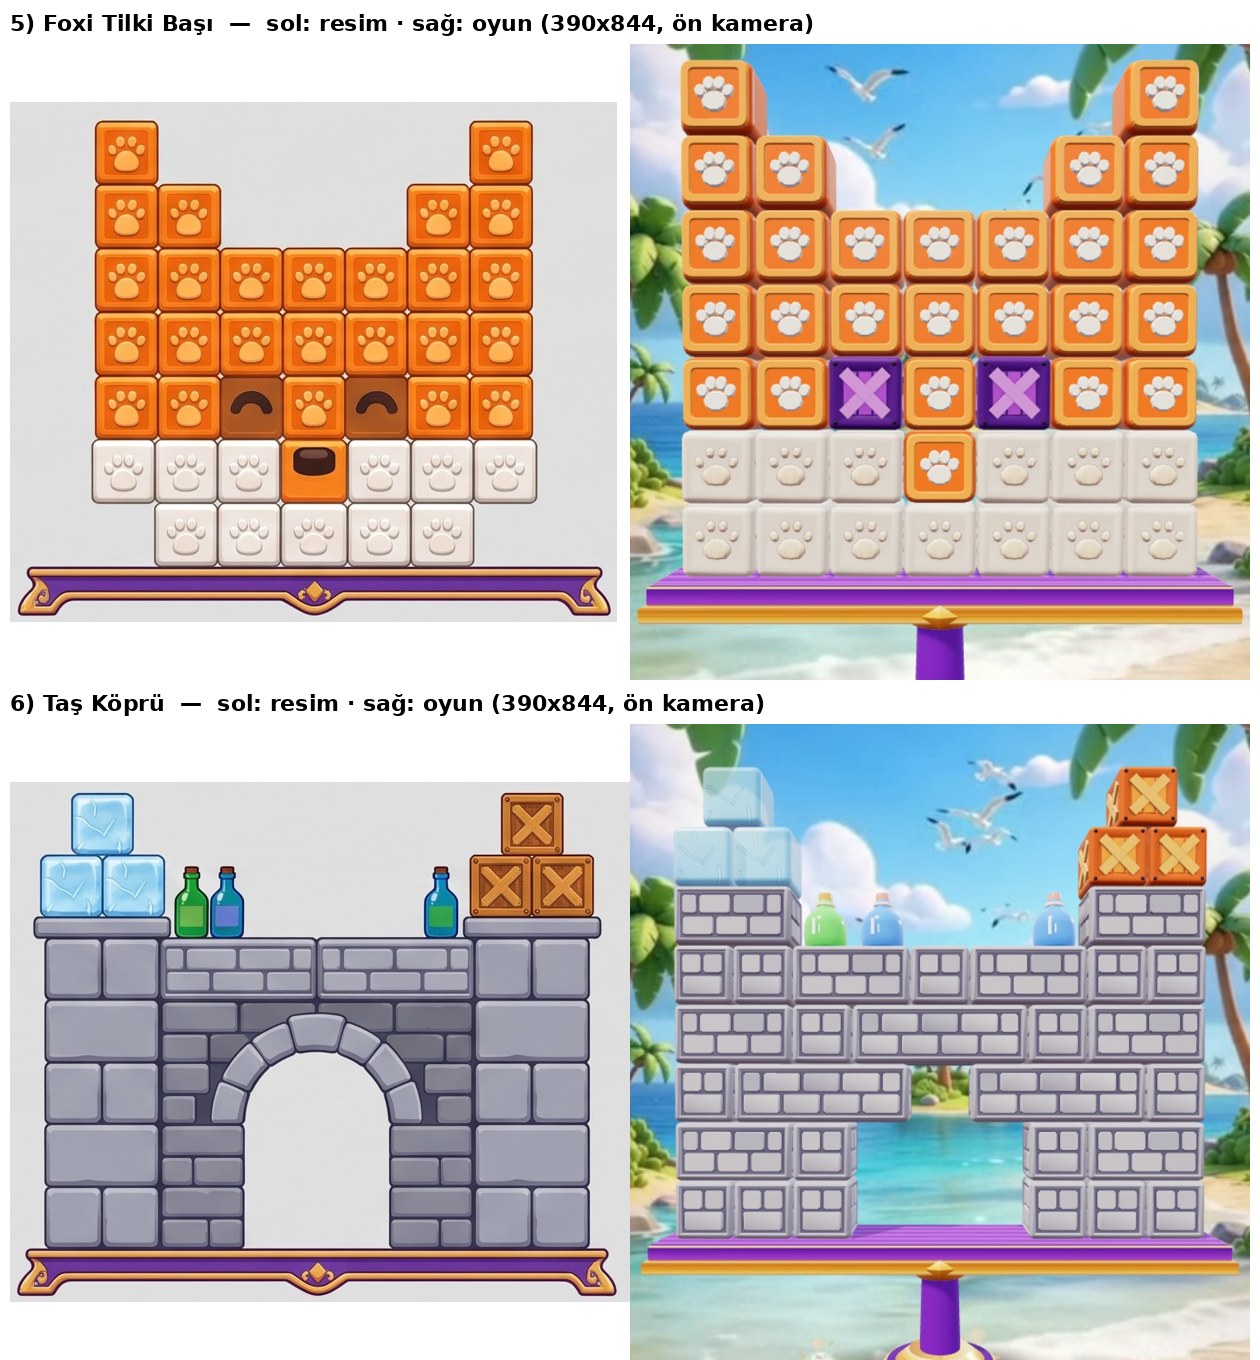 5) Foxi Tilki Başı  —  sol: resim · sağ: oyun (390x844, ön kamera)
6) Taş Köprü  —  sol: resim · sağ: oyun (390x844, ön kamera)